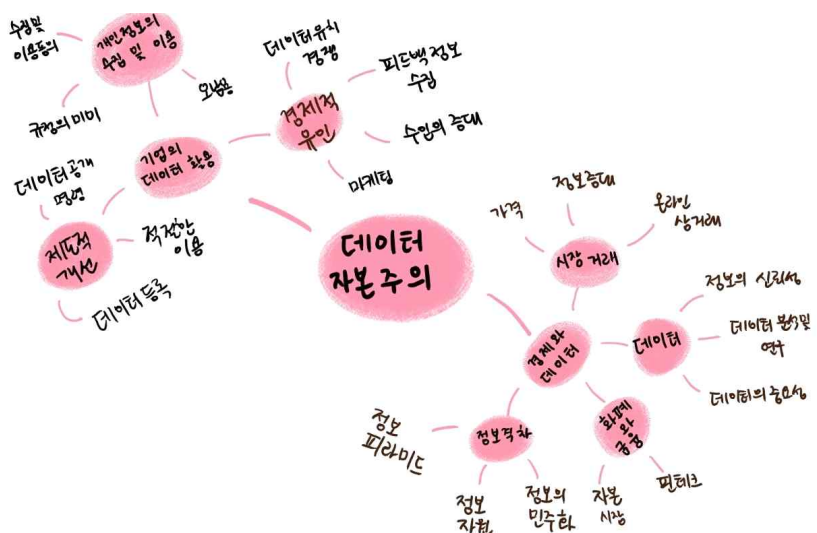 수집 및
이용동의
개인정보의
수집 및 이용
오남용
규정의 미비
기업의
데이터 활용
데이터 유치
경쟁
피드백 정보
수집
경제적
유인
수입의 증대
마케팅
데이터 공개
명령
제도적
개선
적절한
이용
데이터 등록
데이터
자본주의
가격
정보증대
온라인
상거래
시장 거래
경제와
데이터
데이터
정보의 신뢰성
데이터 분석 및
연구
데이터의 중요성
정보격차
정보
피라미드
정보
자원
정보의
민주화
화폐
와
금융
자본
시장
핀테크